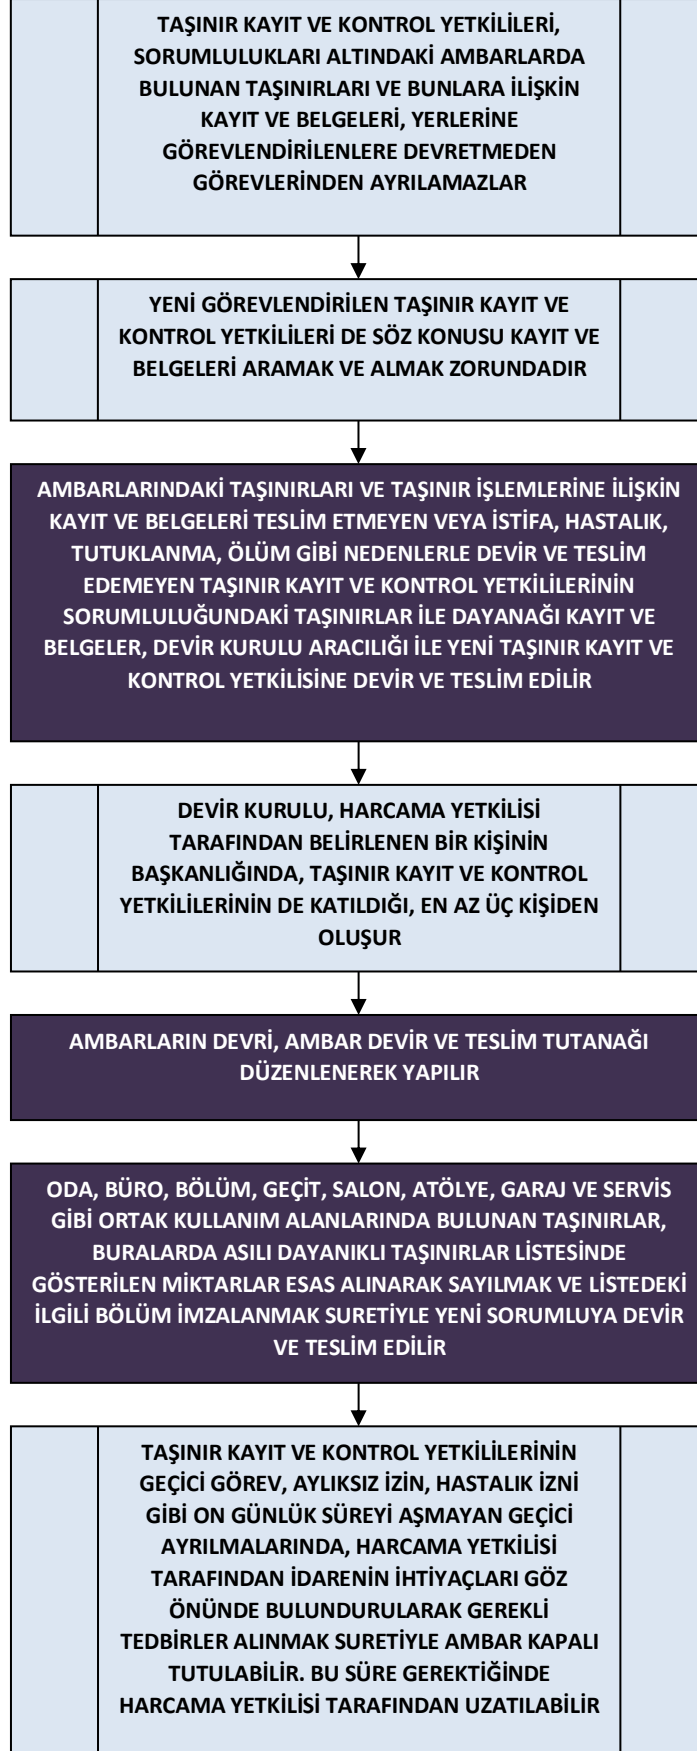 TAŞINIR KAYIT VE KONTROL YETKİLİLERİ,
SORUMLULUKLARI ALTINDAKİ AMBARLARDA
BULUNAN TAŞINIRLARI VE BUNLARA İLİŞKİN
KAYIT VE BELGELERİ, YERLERİNE
GÖREVLENDİRİLENLERE DEVRETMEDEN
GÖREVLERİNDEN AYRILAMAZLAR
YENİ GÖREVLENDİRİLEN TAŞINIR KAYIT VE
KONTROL YETKİLİLERİ DE SÖZ KONUSU KAYIT VE
BELGELERİ ARAMAK VE ALMAK ZORUNDADIR
AMBARLARINDAKİ TAŞINIRLARI VE TAŞINIR İŞLEMLERİNE İLİŞKİN
KAYIT VE BELGELERİ TESLİM ETMEYEN VEYA İSTİFA, HASTALIK,
TUTUKLANMA, ÖLÜM GİBİ NEDENLERLE DEVİR VE TESLİM
EDEMEYEN TAŞINIR KAYIT VE KONTROL YETKİLİLERİNİN
SORUMLULUĞUNDAKİ TAŞINIRLAR İLE DAYANAĞI KAYIT VE
BELGELER, DEVİR KURULU ARACILIĞI İLE YENİ TAŞINIR KAYIT VE
KONTROL YETKİLİSİNE DEVİR VE TESLİM EDİLİR
DEVİR KURULU, HARCAMA YETKİLİSİ
TARAFINDAN BELİRLENEN BİR KİŞİNİN
BAŞKANLIĞINDA, TAŞINIR KAYIT VE KONTROL
YETKİLİLERİNİN DE KATILDIĞI, EN AZ ÜÇ KİŞİDEN
OLUŞUR
AMBARLARIN DEVRİ, AMBAR DEVİR VE TESLİM TUTANAĞI
DÜZENLENEREK YAPILIR
ODA, BÜRO, BÖLÜM, GEÇİT, SALON, ATÖLYE, GARAJ VE SERVİS
GİBİ ORTAK KULLANIM ALANLARINDA BULUNAN TAŞINIRLAR,
BURALARDA ASILI DAYANIKLI TAŞINIRLAR LİSTESİNDE
GÖSTERİLEN MİKTARLAR ESAS ALINARAK SAYILMAK VE LİSTEDEKİ
İLGİLİ BÖLÜM İMZALANMAK SURETİYLE YENİ SORUMLUYA DEVİR
VE TESLİM EDİLİR
TAŞINIR KAYIT VE KONTROL YETKİLİLERİNİN
GEÇİCİ GÖREV, AYLIKSIZ İZİN, HASTALIK İZNİ
GİBİ ON GÜNLÜK SÜREYİ AŞMAYAN GEÇİCİ
AYRILMALARINDA, HARCAMA YETKİLİSİ
TARAFINDAN İDARENİN İHTİYAÇLARI GÖZ
ÖNÜNDE BULUNDURULARAK GEREKLİ
TEDBİRLER ALINMAK SURETİYLE AMBAR KAPALI
TUTULABİLİR. BU SÜRE GEREKTİĞİNDE
HARCAMA YETKİLİSİ TARAFINDAN UZATILABİLİR